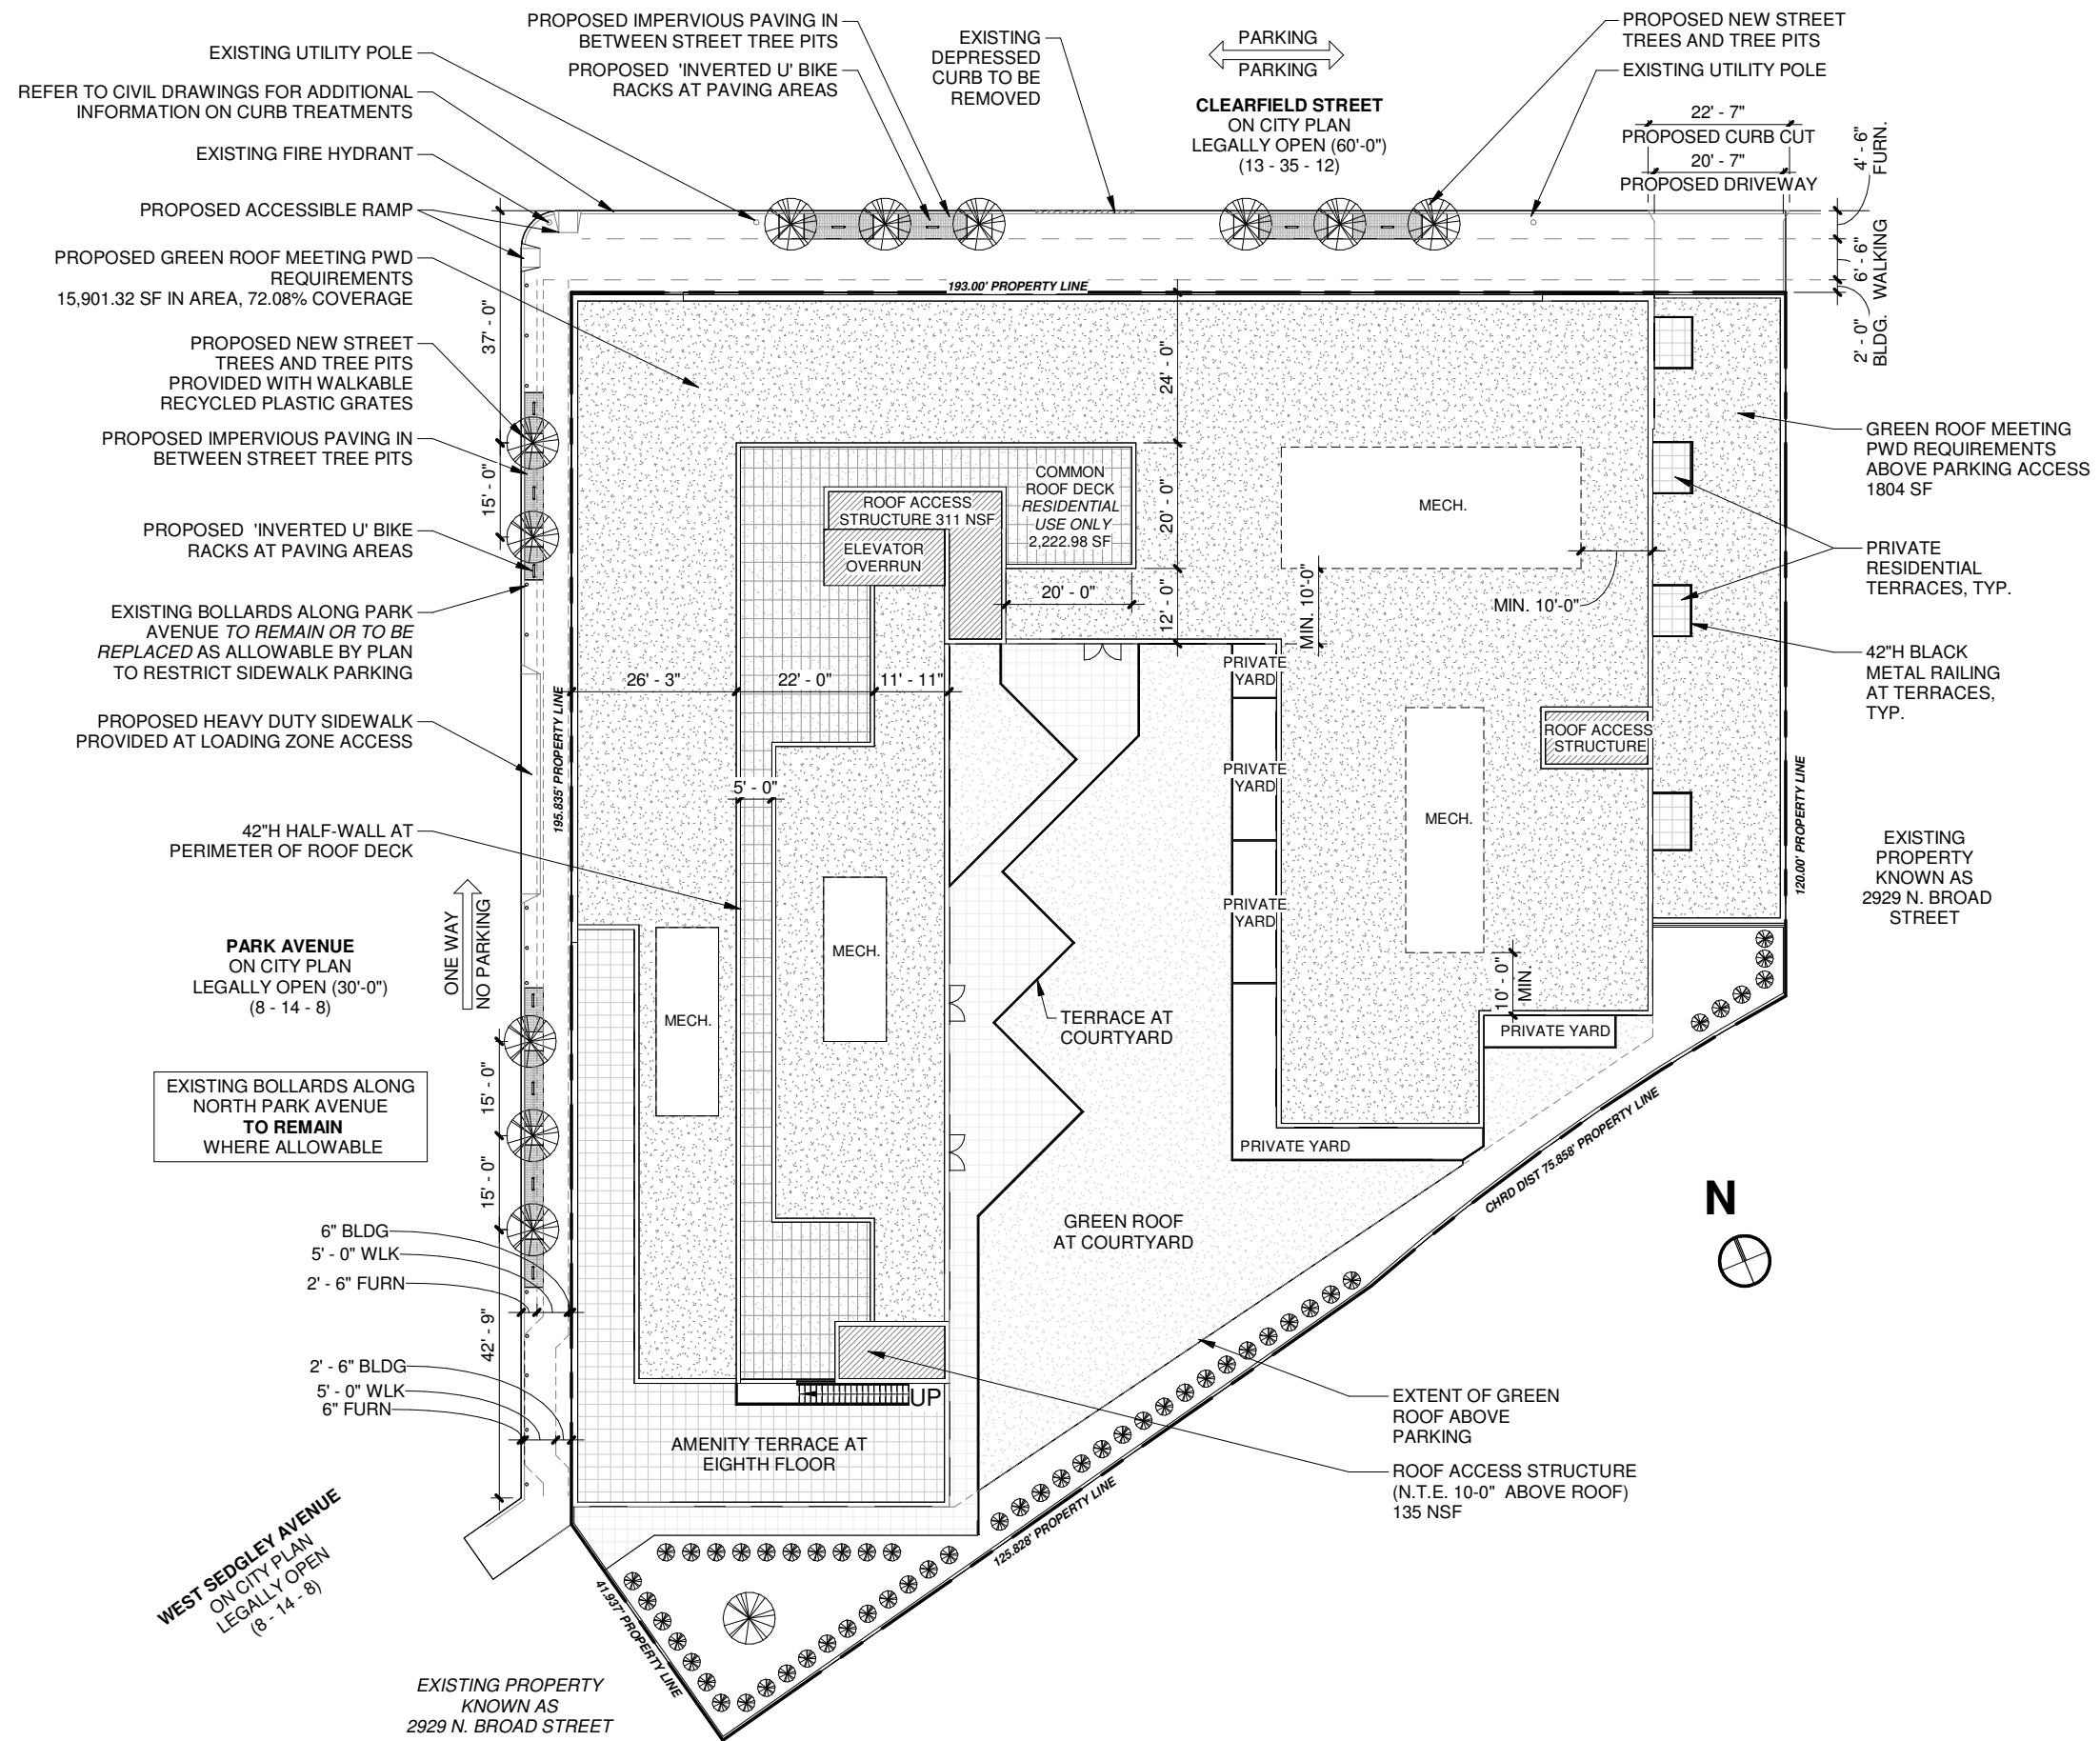 PROPOSED IMPERVIOUS PAVING IN
BETWEEN STREET TREE PITS
EXISTING UTILITY POLE
PROPOSED 'INVERTED U' BIKE
RACKS AT PAVING AREAS
EXISTING
DEPRESSED
CURB TO BE
REMOVED
PARKING
PARKING
CLEARFIELD STREET
ON CITY PLAN
LEGALLY OPEN (60'-0")
(13 - 35 - 12)
PROPOSED NEW STREET
TREES AND TREE PITS
EXISTING UTILITY POLE
22' - 7"
PROPOSED CURB CUT
20' - 7"
PROPOSED DRIVEWAY
4' - 6"
FURN.
6' - 6"
WALKING
2' - 0"
BLDG.
REFER TO CIVIL DRAWINGS FOR ADDITIONAL
INFORMATION ON CURB TREATMENTS
EXISTING FIRE HYDRANT
PROPOSED ACCESSIBLE RAMP
PROPOSED GREEN ROOF MEETING PWD
REQUIREMENTS
15,901.32 SF IN AREA, 72.08% COVERAGE
PROPOSED NEW STREET
TREES AND TREE PITS
PROVIDED WITH WALKABLE
RECYCLED PLASTIC GRATES
PROPOSED IMPERVIOUS PAVING IN
BETWEEN STREET TREE PITS
PROPOSED 'INVERTED U' BIKE
RACKS AT PAVING AREAS
EXISTING BOLLARDS ALONG PARK
AVENUE TO REMAIN OR TO BE
REPLACED AS ALLOWABLE BY PLAN
TO RESTRICT SIDEWALK PARKING
PROPOSED HEAVY DUTY SIDEWALK
PROVIDED AT LOADING ZONE ACCESS
42"H HALF-WALL AT
PERIMETER OF ROOF DECK
37' - 0"
15' - 0"
193.00' PROPERTY LINE
24' - 0"
20' - 0"
12' - 0"
COMMON
ROOF DECK
RESIDENTIAL
USE ONLY
2,222.98 SF
ROOF ACCESS
STRUCTURE 311 NSF
ELEVATOR
OVERRUN
20' - 0"
MECH.
MIN. 10'-0"
MIN. 10'-0"
GREEN ROOF MEETING
PWD REQUIREMENTS
ABOVE PARKING ACCESS
1804 SF
PRIVATE
RESIDENTIAL
TERRACES, TYP.
42"H BLACK
METAL RAILING
AT TERRACES,
TYP.
26' - 3"
22' - 0"
11' - 11"
195.835' PROPERTY LINE
PRIVATE
YARD
PRIVATE
YARD
PRIVATE
YARD
ROOF ACCESS
STRUCTURE
5' - 0"
MECH.
120.00' PROPERTY LINE
EXISTING
PROPERTY
KNOWN AS
2929 N. BROAD
STREET
ONE WAY
NO PARKING
PARK AVENUE
ON CITY PLAN
LEGALLY OPEN (30'-0")
(8 - 14 - 8)
MECH.
MECH.
10' - 0"
MIN.
TERRACE AT
COURTYARD
PRIVATE YARD
EXISTING BOLLARDS ALONG
NORTH PARK AVENUE
TO REMAIN
WHERE ALLOWABLE
15' - 0"
15' - 0"
PRIVATE YARD
CHRD DIST 75.858' PROPERTY LINE
N
GREEN ROOF
AT COURTYARD
6" BLDG
5' - 0" WLK
2' - 6" FURN
42' - 9"
2' - 6" BLDG
5' - 0" WLK
6" FURN
UP
AMENITY TERRACE AT
EIGHTH FLOOR
EXTENT OF GREEN
ROOF ABOVE
PARKING
ROOF ACCESS STRUCTURE
(N.T.E. 10-0" ABOVE ROOF)
135 NSF
125.828' PROPERTY LINE
WEST SEDGLEY AVENUE
ON CITY PLAN
LEGALLY OPEN
(8 - 14 - 8)
41.937' PROPERTY LINE
EXISTING PROPERTY
KNOWN AS
2929 N. BROAD STREET